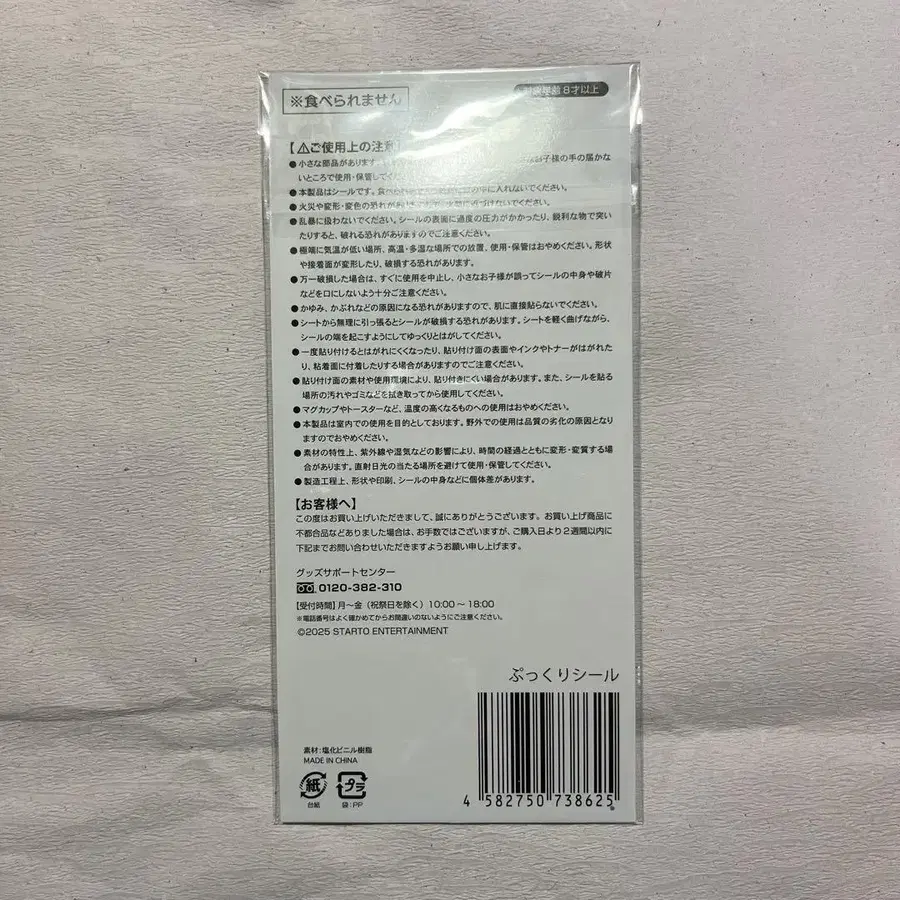 ※食べられません
対象年齢8才以上
【⚠ご使用上の注意】
●小さな部品があります。 お子様の手の届かな
いところで使用・保管してくだ
●本製品はシールです。食べられ 中に入れないでください。
●火災や変形・変色の恐れがあ 近づけないでください。
●乱暴に扱わないでください。シールの表面に過度の圧力がかかったり、鋭利な物で突い
たりすると、破れる恐れがありますのでご注意ください。
●極端に気温が低い場所、高温・多湿な場所での放置、使用・保管はおやめください。形状
や接着面が変形したり、破損する恐れがあります。
●万一破損した場合は、すぐに使用を中止し、小さなお子様が誤ってシールの中身や破片
などを口にしないよう十分ご注意ください。
●かゆみ、かぶれなどの原因になる恐れがありますので、肌に直接貼らないでください。
●シートから無理に引っ張るとシールが破損する恐れがあります。シートを軽く曲げながら、
シールの端を起こすようにしてゆっくりとはがしてください。
●一度貼り付けるとはがれにくくなったり、貼り付け面の表面やインクやトナーがはがれた
り、粘着面に付着したりする場合がありますのでご注意ください。
●貼り付け面の素材や使用環境により、貼り付きにくい場合があります。また、シールを貼る
場所の汚れやゴミなどを拭き取ってから使用してください。
●マグカップやトースターなど、温度の高くなるものへの使用はおやめください。
●本製品は室内での使用を目的としております。野外での使用は品質の劣化の原因となり
ますのでおやめください。
●素材の特性上、紫外線や湿気などの影響により、時間の経過とともに変形・変質する場
合があります。直射日光の当たる場所を避けて使用・保管してください。
●製造工程上、形状や印刷、シールの中身などに個体差があります。
【お客様へ】
この度はお買い上げいただきまして、誠にありがとうございます。お買い上げ商品に
不都合品などありました場合は、お手数ではございますが、ご購入日より2週間以内に
下記までお問い合わせいただきますようお願い申し上げます。
グッズサポートセンター
0120-382-310
【受付時間】月〜金（祝祭日を除く）10:00〜18:00
※電話番号はよく確かめてからお間違いのないようにご注意ください。
©2025 STARTO ENTERTAINMENT
ぷっくりシール
素材：塩化ビニル樹脂
MADE IN CHINA
紙
プラ
台紙
袋：PP
4 582750 738625